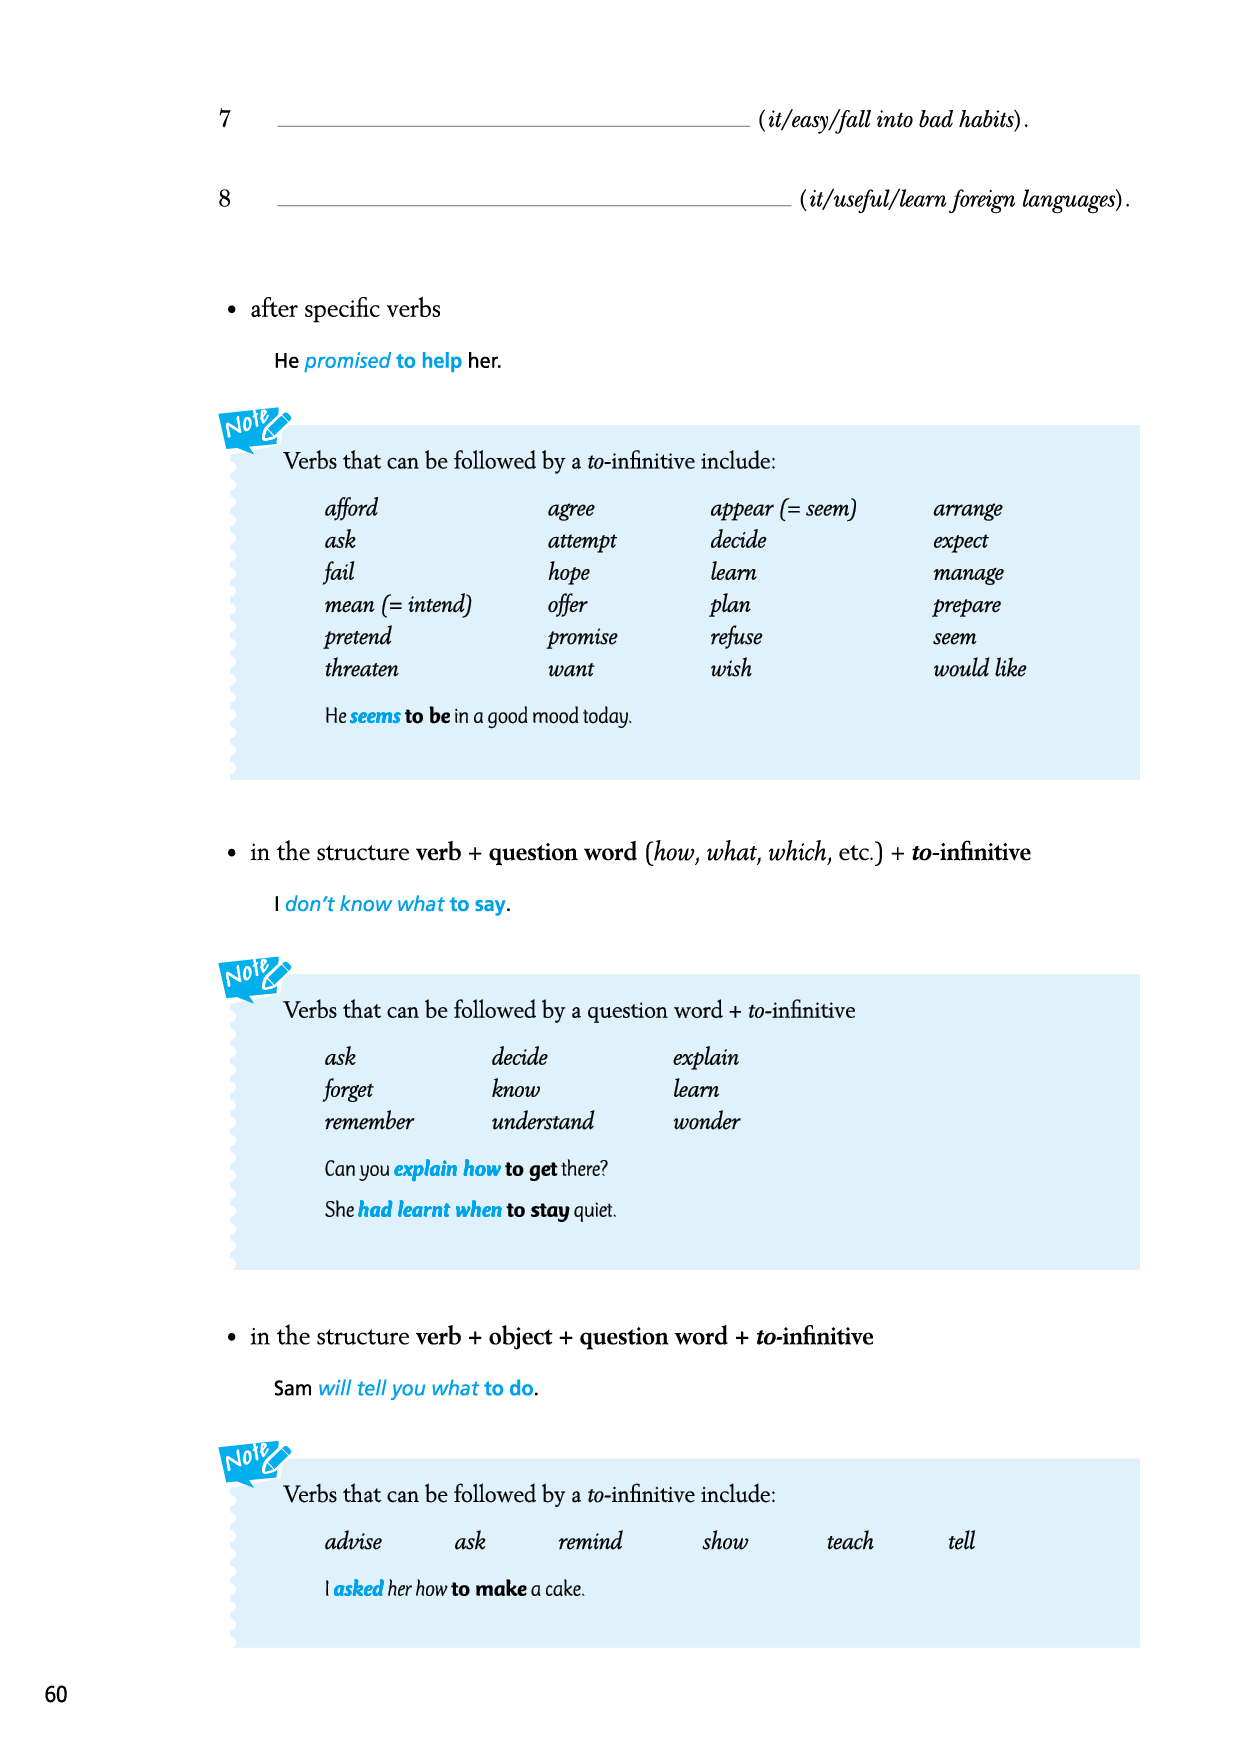 7 (it/easy/fall into bad habits).
8 (it/useful/learn foreign languages).
• after specific verbs
He promised to help her.
Note
Verbs that can be followed by a to-infinitive include:
afford agree appear (= seem) arrange
ask attempt decide expect
fail hope learn manage
mean (= intend) offer plan prepare
pretend promise refuse seem
threaten want wish would like
He seems to be in a good mood today.
• in the structure verb + question word (how, what, which, etc.) + to-infinitive
I don't know what to say.
Note
Verbs that can be followed by a question word + to-infinitive
ask decide explain
forget know learn
remember understand wonder
Can you explain how to get there?
She had learnt when to stay quiet.
• in the structure verb + object + question word + to-infinitive
Sam will tell you what to do.
Note
Verbs that can be followed by a to-infinitive include:
advise ask remind show teach tell
I asked her how to make a cake.
60